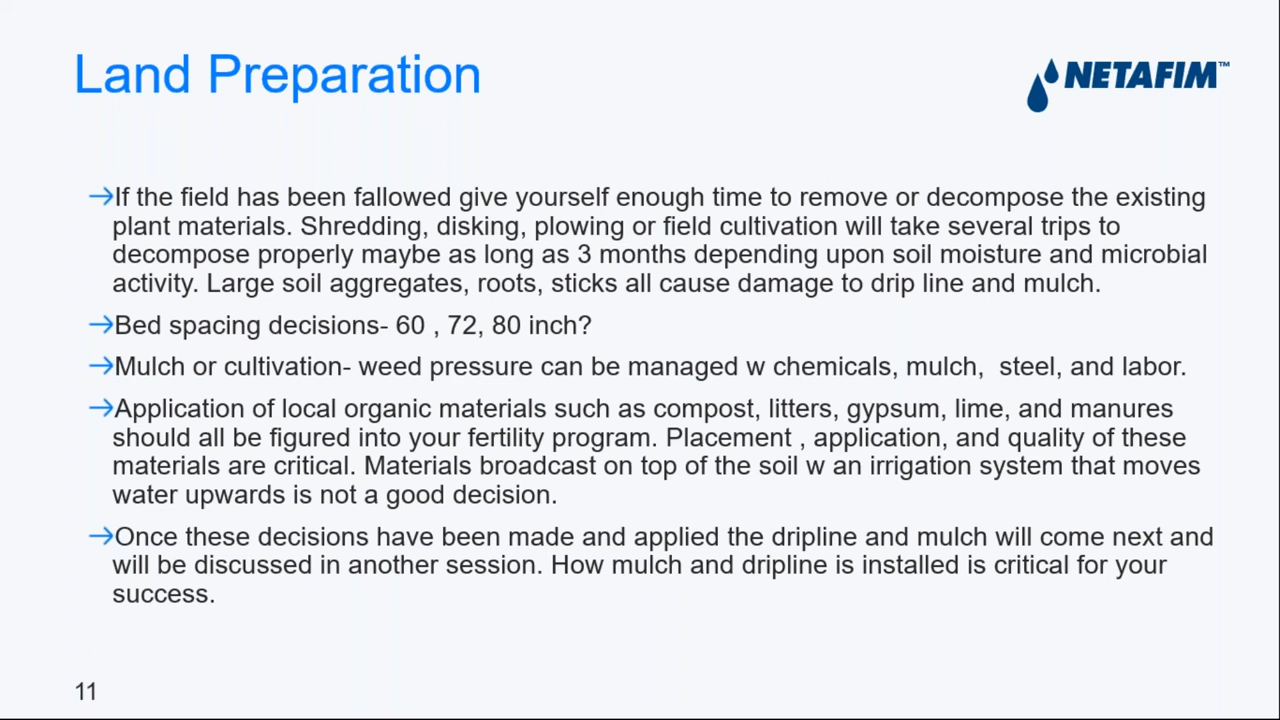 Land Preparation
NETAFIM™
→If the field has been fallowed give yourself enough time to remove or decompose the existing
plant materials. Shredding, disking, plowing or field cultivation will take several trips to
decompose properly maybe as long as 3 months depending upon soil moisture and microbial
activity. Large soil aggregates, roots, sticks all cause damage to drip line and mulch.
→Bed spacing decisions- 60 , 72, 80 inch?
→Mulch or cultivation- weed pressure can be managed w chemicals, mulch,  steel, and labor.
→Application of local organic materials such as compost, litters, gypsum, lime, and manures
should all be figured into your fertility program. Placement , application, and quality of these
materials are critical. Materials broadcast on top of the soil w an irrigation system that moves
water upwards is not a good decision.
→Once these decisions have been made and applied the dripline and mulch will come next and
will be discussed in another session. How mulch and dripline is installed is critical for your
success.
11